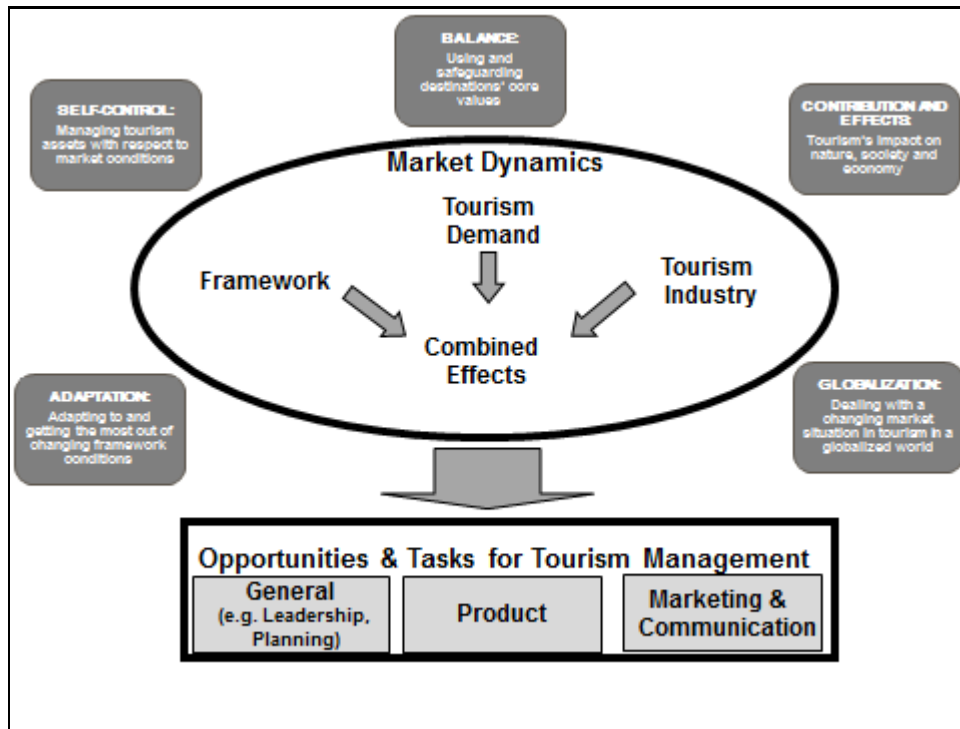 BALANCE:
Using and
safeguarding
destinations' core
values
SELF-CONTROL:
Managing tourism
assets with respect to
market conditions
CONTRIBUTION AND
EFFECTS:
Tourism's impact on
nature, society and
economy
Market Dynamics
Tourism
Demand
Framework
Tourism
Industry
Combined
Effects
ADAPTATION:
Adapting to and
getting the most out of
changing framework
conditions
GLOBALIZATION:
Dealing with a
changing market
situation in tourism in a
globalized world
Opportunities & Tasks for Tourism Management
General
(e.g. Leadership,
Planning)
Product
Marketing &
Communication